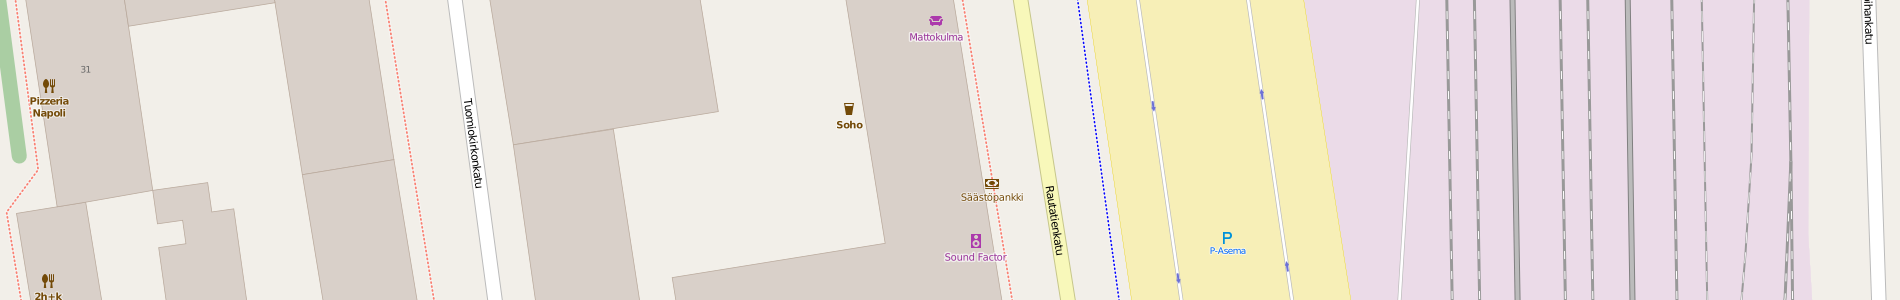 31
Pizzeria
Napoli
2h+k
Tuomiokirkonkatu
Soho
Mattokulma
Säästöpankki
Sound Factor
Rautatienkatu
P
P-Asema